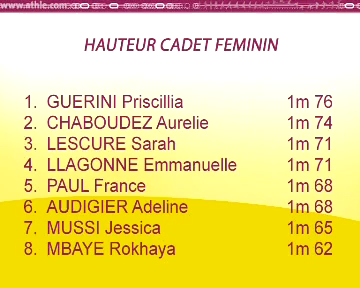 www.athle.com
HAUTEUR CADET FEMININ
1. GUERINI Priscillia 1m 76
2. CHABOUDEZ Aurelie 1m 74
3. LESCURE Sarah 1m 71
4. LLAGONNE Emmanuelle 1m 71
5. PAUL France 1m 68
6. AUDIGIER Adeline 1m 68
7. MUSSI Jessica 1m 65
8. MBAYE Rokhaya 1m 62